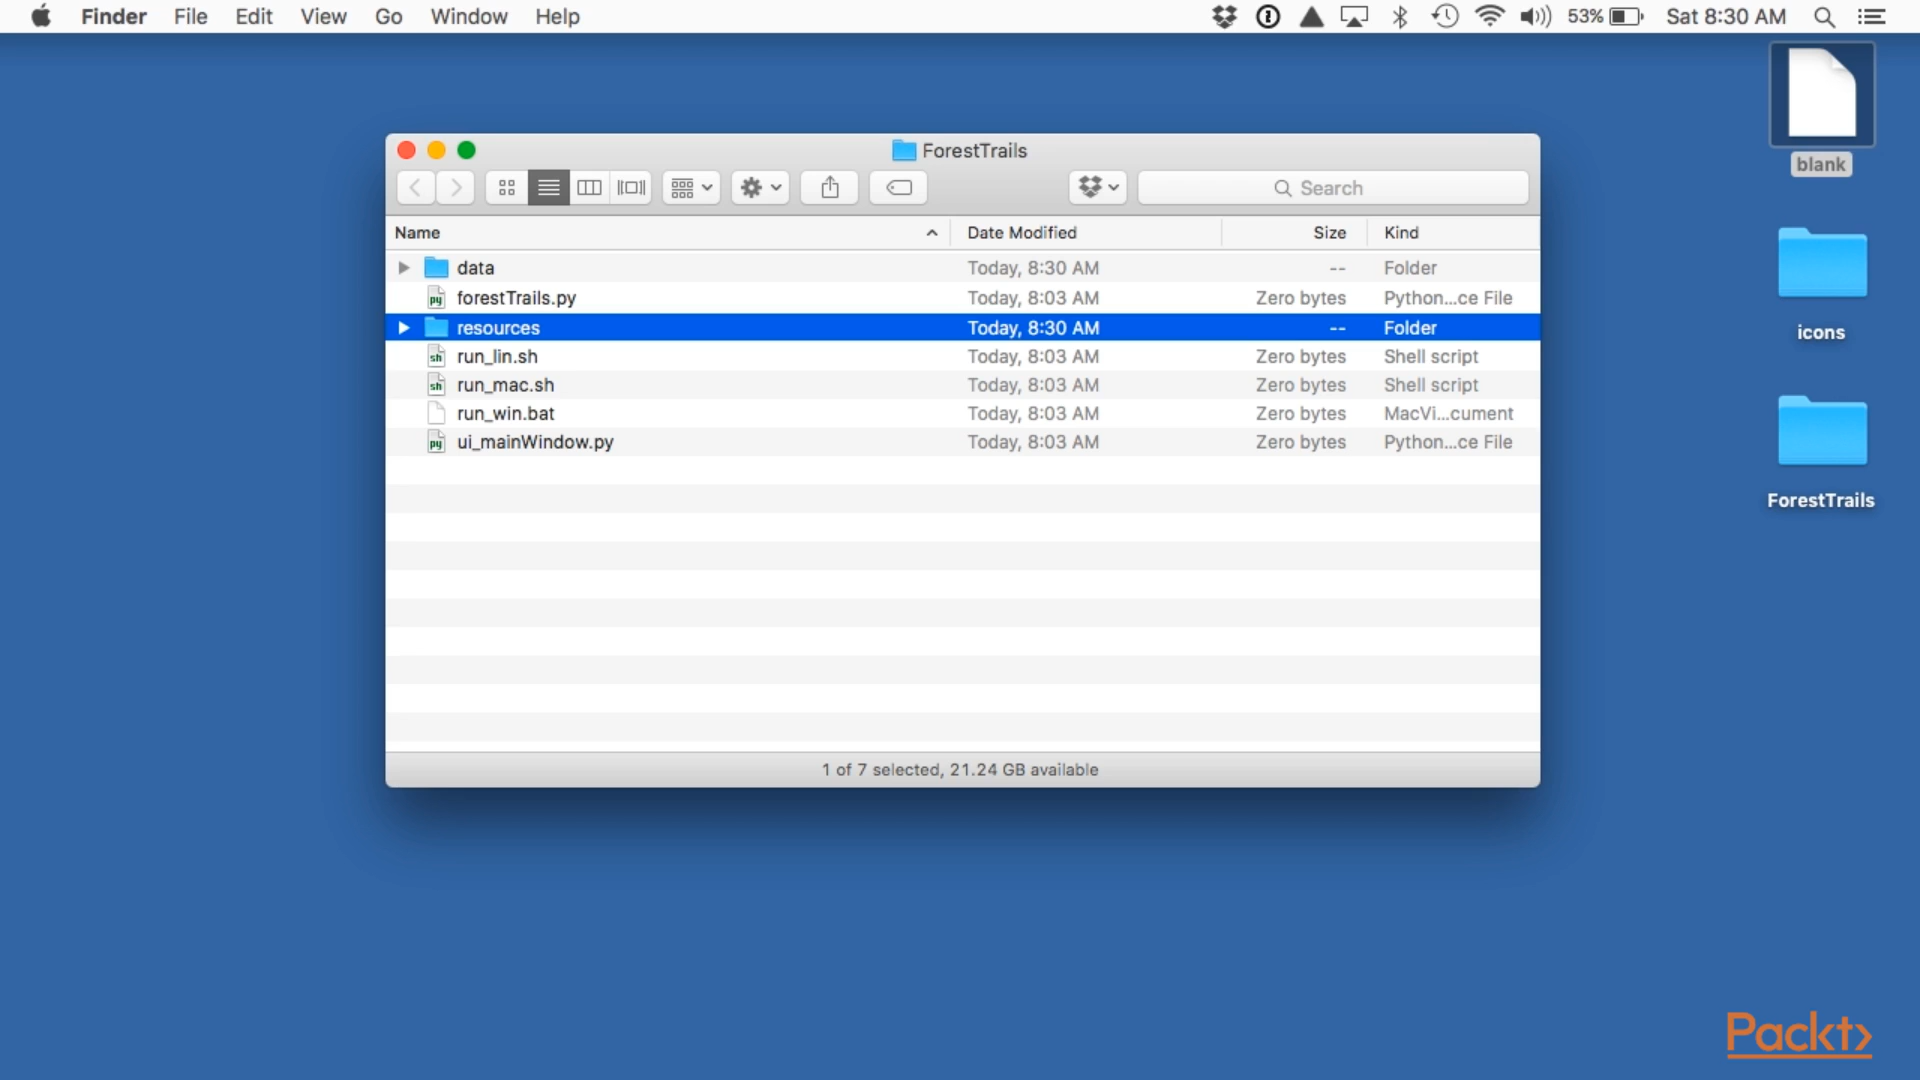 Finder File Edit View Go Window Help 53% Sat 8:30 AM
blank
ForestTrails
Search
Name Date Modified Size Kind
data Today, 8:30 AM -- Folder
forestTrails.py Today, 8:03 AM Zero bytes Python...ce File
resources Today, 8:30 AM -- Folder
run_lin.sh Today, 8:03 AM Zero bytes Shell script
run_mac.sh Today, 8:03 AM Zero bytes Shell script
run_win.bat Today, 8:03 AM Zero bytes MacVi...cument
ui_mainWindow.py Today, 8:03 AM Zero bytes Python...ce File
1 of 7 selected, 21.24 GB available
icons
ForestTrails
Packt>